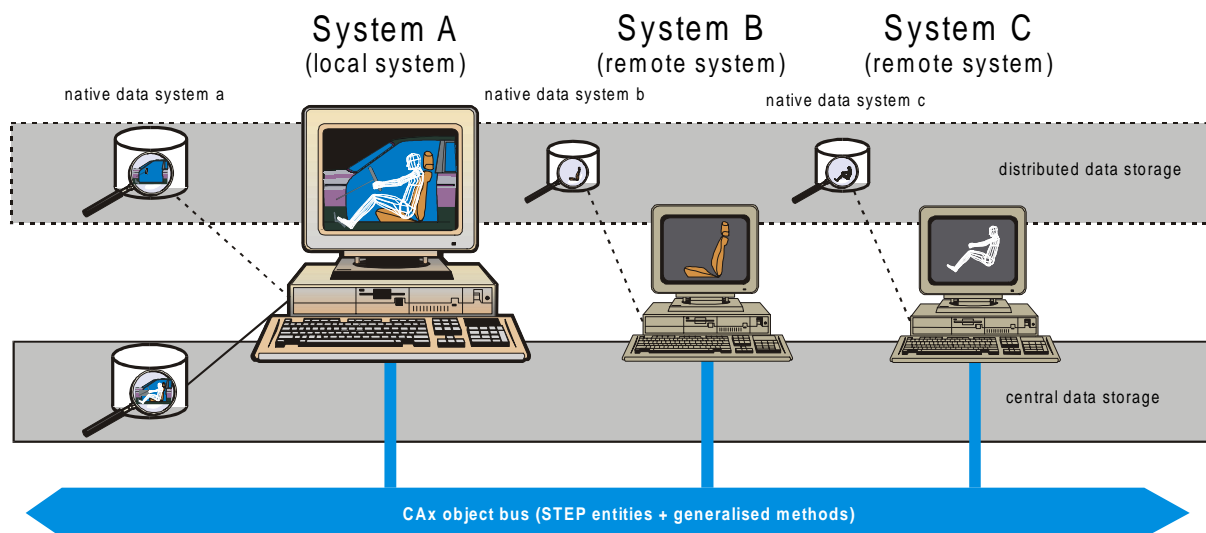 System A
(local system)
System B
(remote system)
System C
(remote system)
native data system a
native data system b
native data system c
distributed data storage
central data storage
CAx object bus (STEP entities + generalised methods)